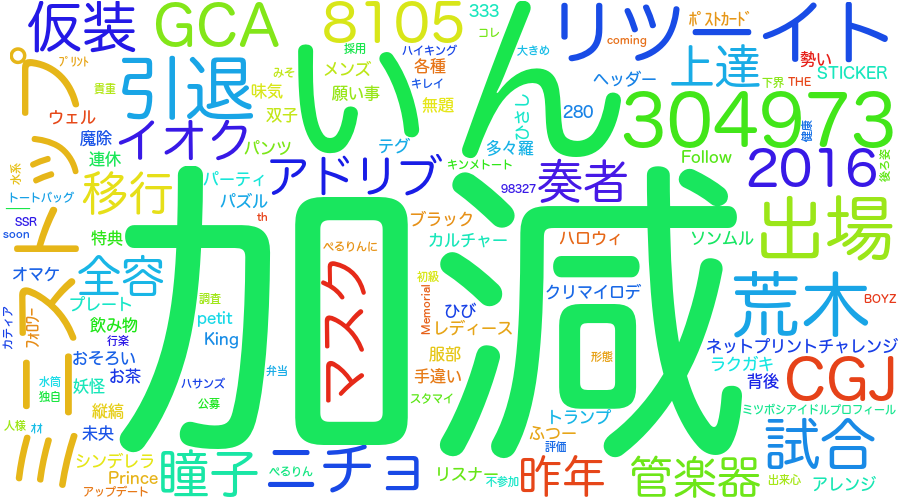 仮装
GCA
8105
333
ﾎﾟｽﾄｶｰﾄﾞ
コレ
リツーイト
coming
大きめ
採用
ハイキング
メンズ
各種
キレイ
ﾌﾟﾘﾝﾄ
引退
貴重
みそ
味気
願い事
無題
双子
いん
ヘッダー
上達
勢い
STICKER
下界
THE
ミニストップ
ウェル
魔除
イオク
パンツ
テグ
ひさし
280
多々羅
304973
健康
連休
アドリブ
キンメトート
Follow
2016
後ろ姿
水系
移行
パーティ
98327
奏者
トートバッグ
パズル
SSR
soon
th
特典
ブラック
ぺるりんに
カルチャー
ハロウィ
ソンムル
出場
加減
オマケ
全容
初級
マスク
クリマイロデ
荒木
BOYZ
プレート
調査
Memorial
ひび
レディース
カティア
ﾌｫﾛﾜｰ
飲み物
petit
King
行楽
おそろい
服部
形態
ネットプリントチャレンジ
お茶
ラクガキ
水筒
独自
妖怪
ハサンズ
弁当
手違い
背後
CGJ
公募
スタマイ
縦縞
トランプ
ミツボシアイドルプロフィール
人様
ｵｵ
未央
ふつー
評価
試合
シンデレラ
瞳子
ニチョ
ぺるりん
リスナー
不参加
昨年
管楽器
出来心
アレンジ
Prince
アップデート